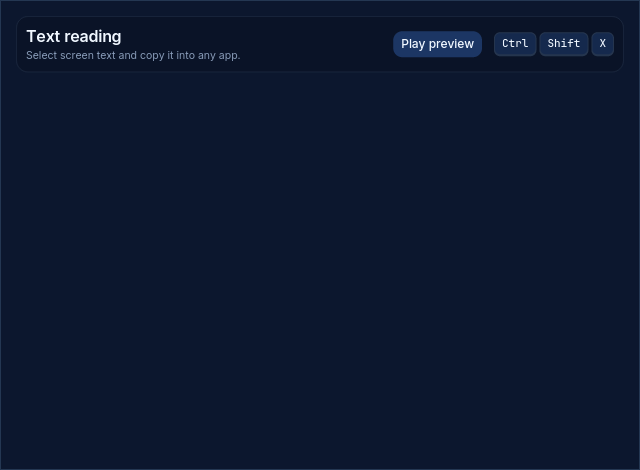 Text reading
Select screen text and copy it into any app.
Play preview
Ctrl Shift X